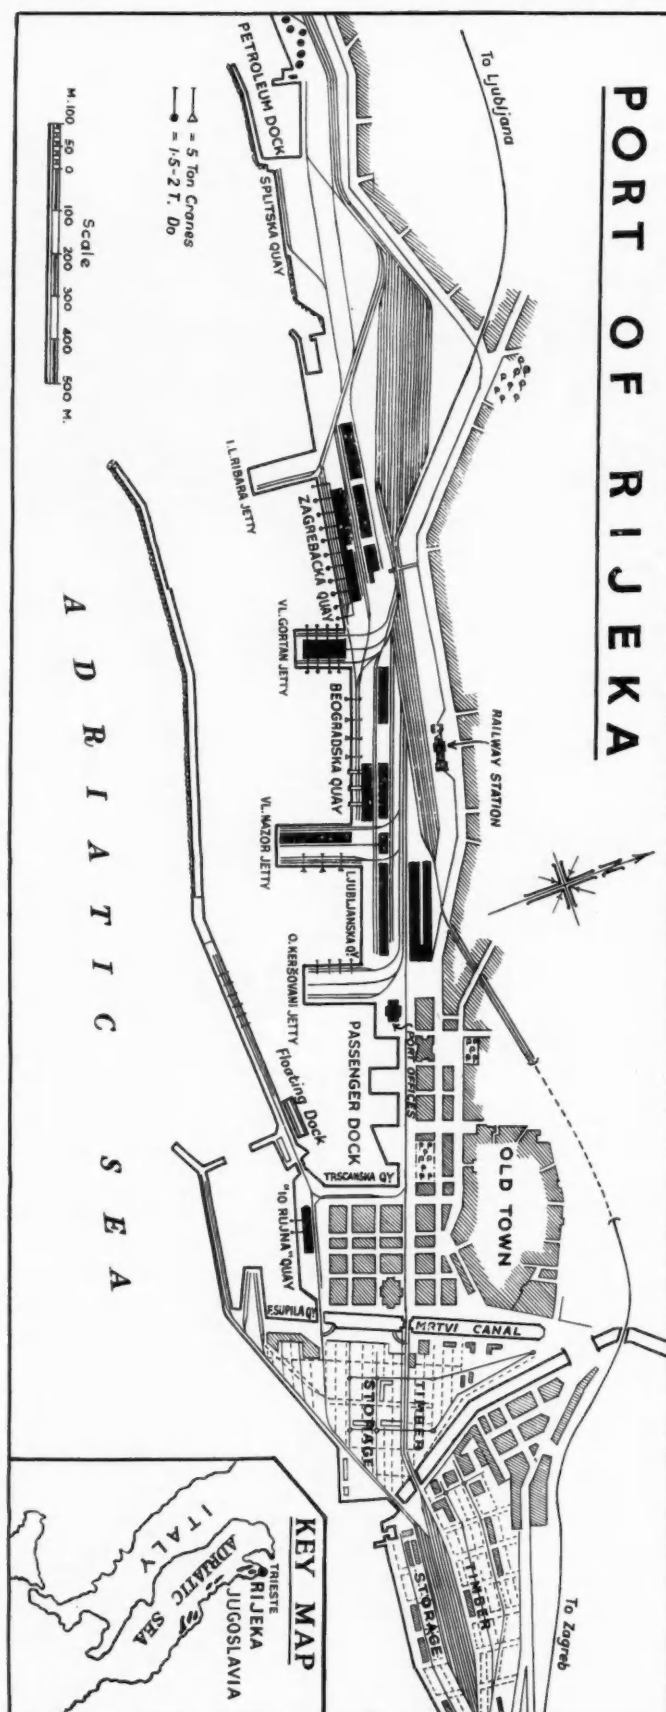 PORT OF RIJEKA
To Ljubljana
PETROLEUM DOCK
SPLITSKA QUAY
= 5 Ton Cranes
= 1·5-2 T. Do
Scale
M. 100 50 0 100 200 300 400 500 M.
I.L. RIBARA JETTY
ZAGREBACKA QUAY
VL. GORTAN JETTY
BEOGRADSKA QUAY
RAILWAY STATION
VL. NAZOR JETTY
LJUBLJANSKA QY
O. KERŠOVANI JETTY
PORT OFFICES
PASSENGER DOCK
Floating Dock
TRSCANSKA QY
"10 RUJNA" QUAY
OLD TOWN
F. SUPILA QY
MRTVI CANAL
TIMBER
STORAGE
TIMBER
STORAGE
To Zagreb
ADRIATIC SEA
KEY MAP
TRIESTE
RIJEKA
JUGOSLAVIA
ITALY
ADRIATIC
SEA